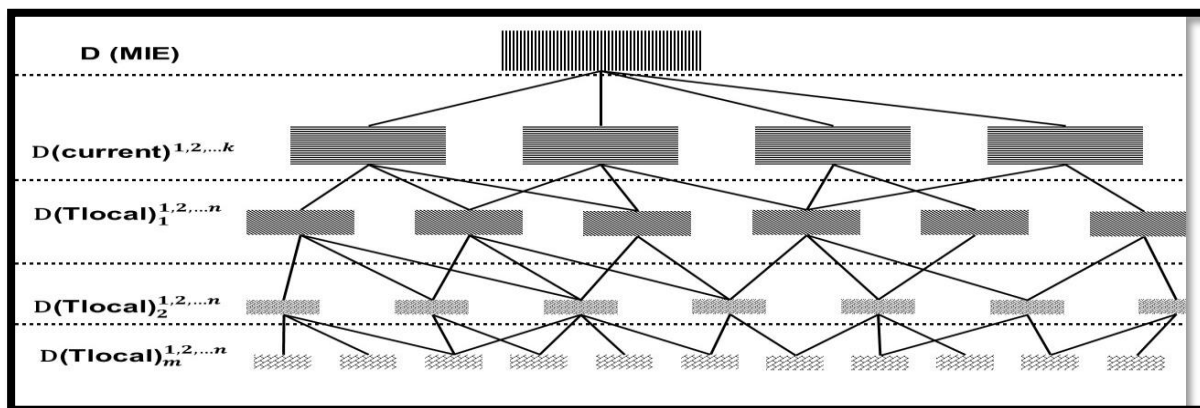 D (MIE)
D(current)^{1,2,...k}
D(Tlocal)_1^{1,2,...n}
D(Tlocal)_2^{1,2,...n}
D(Tlocal)_m^{1,2,...n}